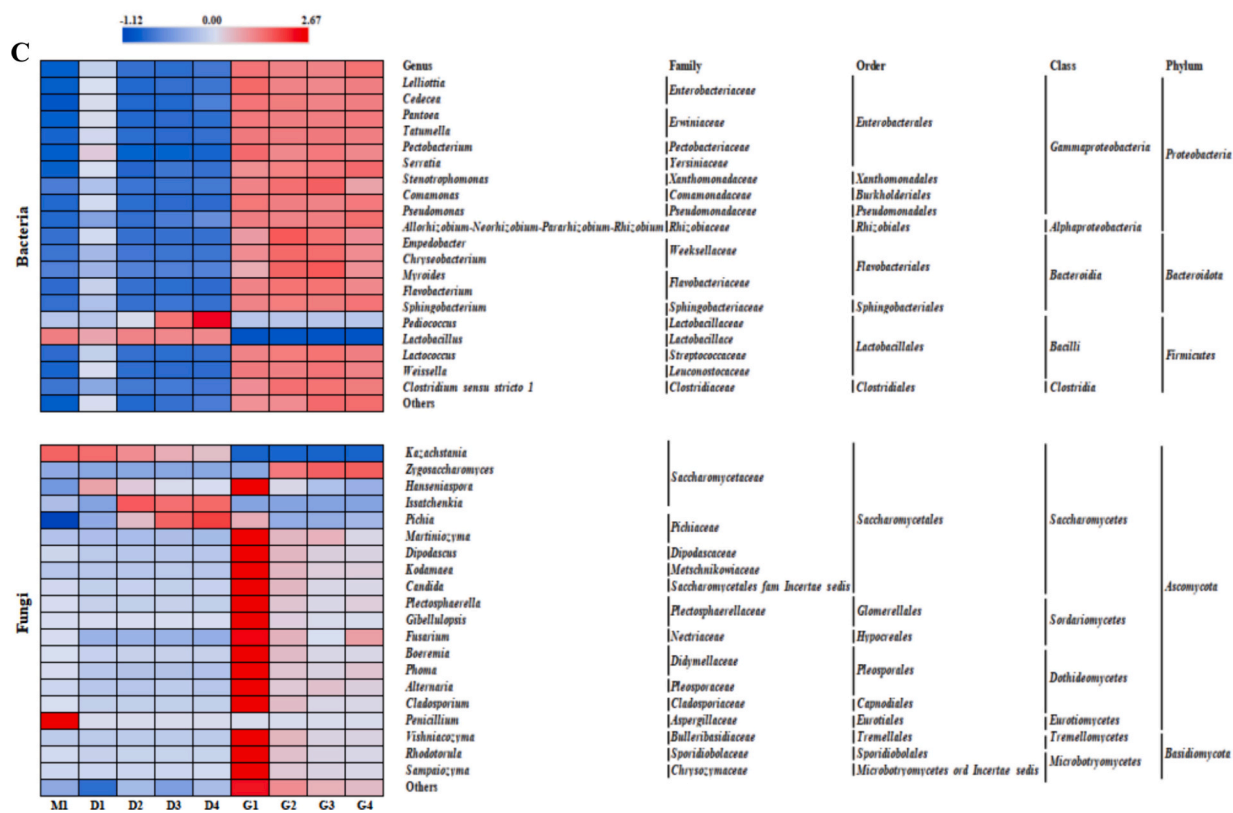 -1.12 0.00 2.67
C
Genus Family Order Class Phylum
Lelliottia
Enterobacteriaceae
Cedecea
Pantoea
Erwiniaceae Enterobacterales
Tatumella
Pectobacterium Pectobacteriaceae Gammaproteobacteria
Proteobacteria
Serratia Yersiniaceae
Stenotrophomonas Xanthomonadaceae Xanthomonadales
Comamonas Comamonadaceae Burkholderiales
Pseudomonas Pseudomonadaceae Pseudomonadales
Allorhizobium-Neorhizobium-Pararhizobium-Rhizobium Rhizobiaceae Rhizobiales Alphaproteobacteria
Bacteria
Empedobacter
Weeksellaceae
Chryseobacterium
Flavobacteriales
Myroides Bacteroidia Bacteroidota
Flavobacteriaceae
Flavobacterium
Sphingobacterium Sphingobacteriaceae Sphingobacteriales
Pediococcus Lactobacillaceae
Lactobacillus Lactobacillace
Lactobacillales Bacilli
Lactococcus Streptococcaceae Firmicutes
Weissella Leuconostocaceae
Clostridium sensu stricto 1 Clostridiaceae Clostridiales Clostridia
Others
Kazachstania
Zygosaccharomyces
Saccharomycetaceae
Hanseniaspora
Issatchenkia
Pichia Saccharomycetales Saccharomycetes
Pichiaceae
Martiniozyma
Dipodascus Dipodascaceae
Kodamaea Metschnikowiaceae
Candida Saccharomycetales fam Incertae sedis Ascomycota
Fungi
Plectosphaerella
Plectosphaerellaceae Glomerellales
Gibellulopsis Sordariomycetes
Fusarium Nectriaceae Hypocreales
Boeremia
Didymellaceae
Phoma Pleosporales
Dothideomycetes
Alternaria Pleosporaceae
Cladosporium Cladosporiaceae Capnodiales
Penicillium Aspergillaceae Eurotiales Eurotiomycetes
Vishniacozyma Bulleribasidiaceae Tremellales Tremellomycetes
Rhodotorula Sporidiobolaceae Sporidiobolales Basidiomycota
Microbotryomycetes
Sampaiozyma Chrysozymaceae Microbotryomycetes ord Incertae sedis
Others
M1 D1 D2 D3 D4 G1 G2 G3 G4